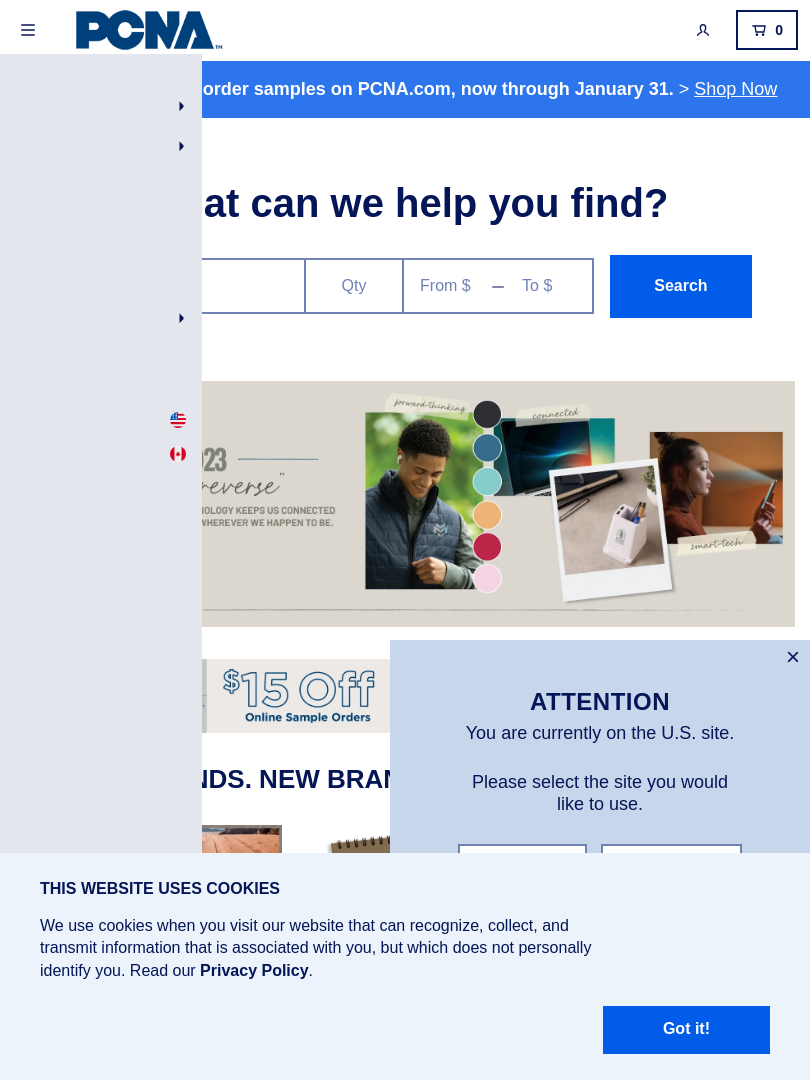 PCNA™
0
order samples on PCNA.com, now through January 31. > Shop Now
at can we help you find?
Qty
From $ – To $
Search
forward-thinking
connected
smart-tech
23
reverse"
OLOGY KEEPS US CONNECTED
WHEREVER WE HAPPEN TO BE.
$15 Off
Online Sample Orders
NDS. NEW BRAN
×
ATTENTION
You are currently on the U.S. site.
Please select the site you would
like to use.
THIS WEBSITE USES COOKIES
We use cookies when you visit our website that can recognize, collect, and
transmit information that is associated with you, but which does not personally
identify you. Read our Privacy Policy.
Got it!